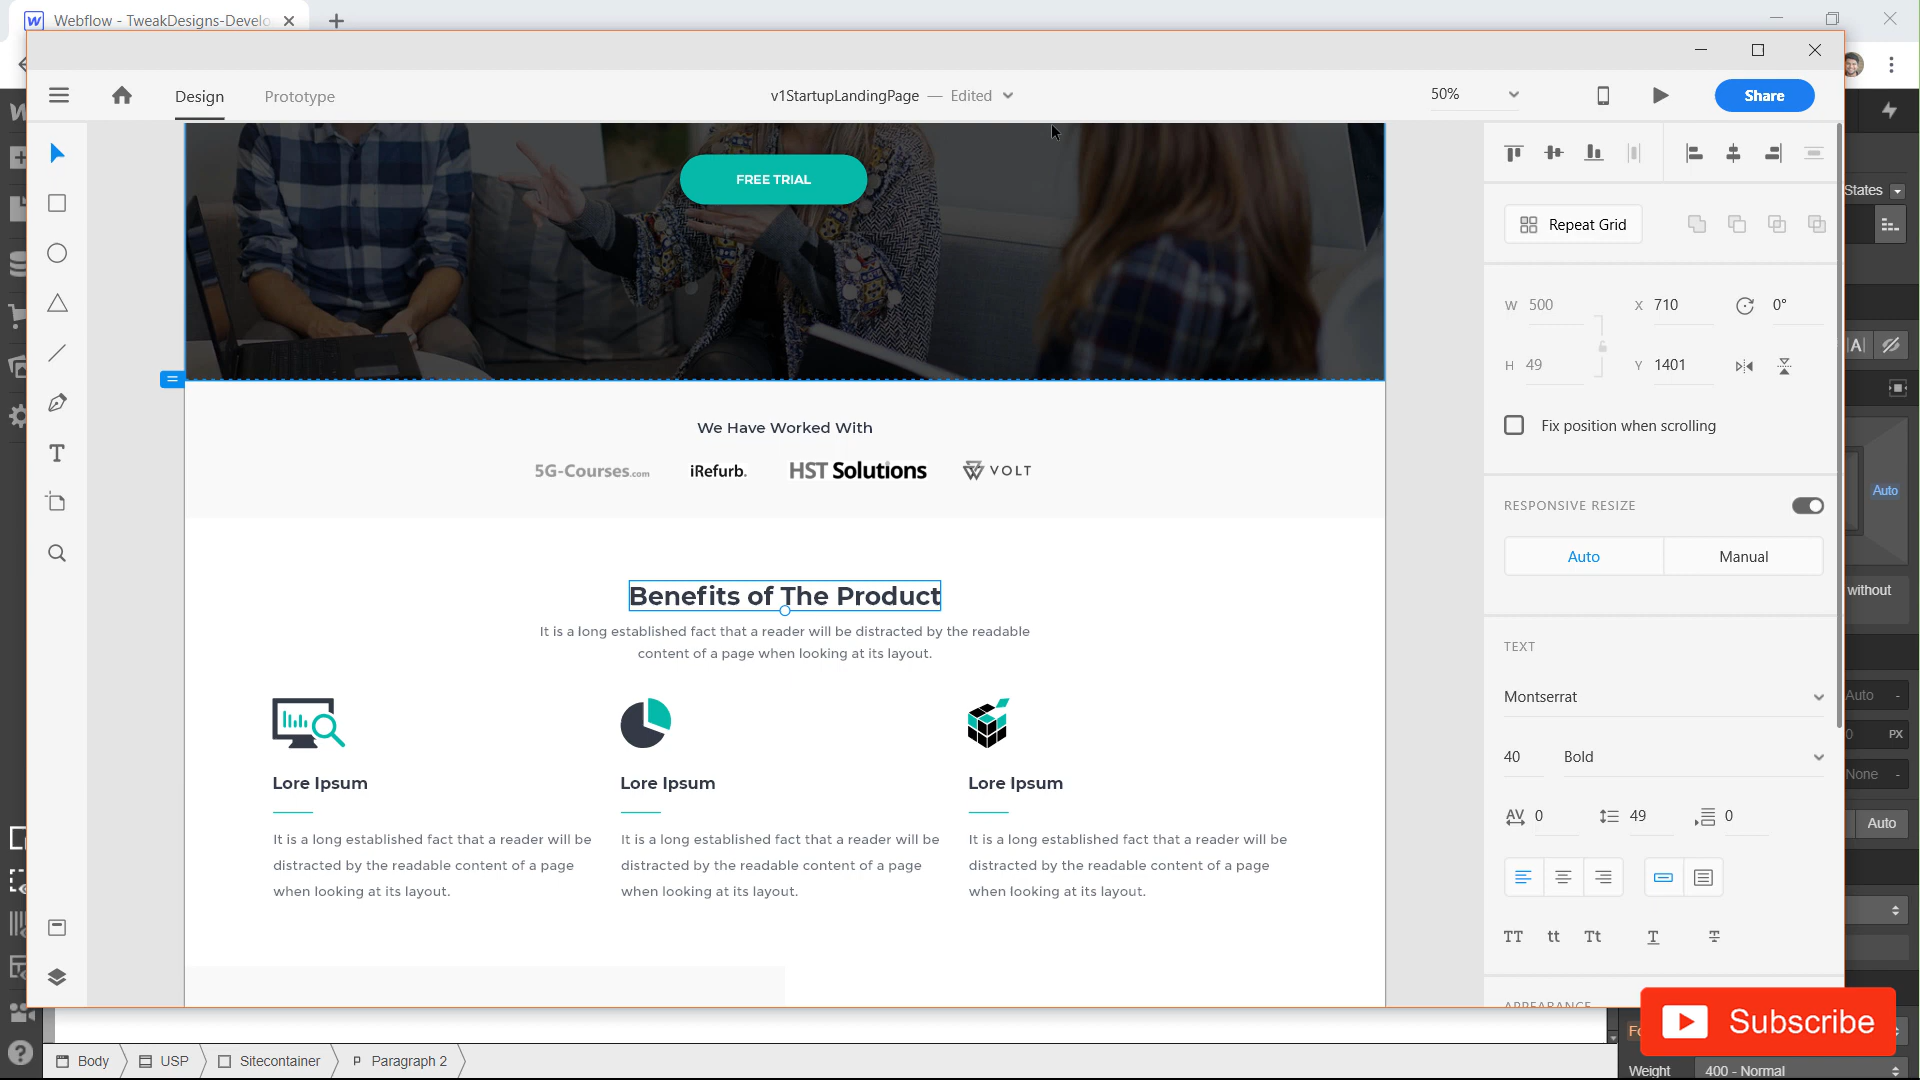 Webflow - TweakDesigns-Develo
Design
Prototype
v1StartupLandingPage — Edited
50%
Share
FREE TRIAL
States
Repeat Grid
W 500
X 710
0°
H 49
Y 1401
Fix position when scrolling
We Have Worked With
5G-Courses.com
iRefurb.
HST Solutions
VOLT
RESPONSIVE RESIZE
Auto
Auto
Manual
without
Benefits of The Product
It is a long established fact that a reader will be distracted by the readable
content of a page when looking at its layout.
TEXT
Montserrat
Auto -
40
Bold
0 PX
None -
Lore Ipsum
Lore Ipsum
Lore Ipsum
AV 0
49
0
Auto
It is a long established fact that a reader will be
distracted by the readable content of a page
when looking at its layout.
It is a long established fact that a reader will be
distracted by the readable content of a page
when looking at its layout.
It is a long established fact that a reader will be
distracted by the readable content of a page
when looking at its layout.
TT tt Tt T T
APPEARANCE
Subscribe
Body
USP
Sitecontainer
P Paragraph 2
Weight
400 - Normal